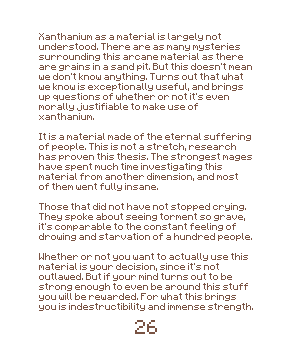 Xanthanium as a material is largely not
understood. There are as many mysteries
surrounding this arcane material as there
are grains in a sand pit. But this doesn't mean
we don't know anything. Turns out that what
we know is exceptionally useful, and brings
up questions of whether or not it's even
morally justifiable to make use of
xanthanium.
It is a material made of the eternal suffering
of people. This is not a stretch, research
has proven this thesis. The strongest mages
have spent much time investigating this
material from another dimension, and most
of them went fully insane.
Those that did not have not stopped crying.
They spoke about seeing torment so grave,
it's comparable to the constant feeling of
drowing and starvation of a hundred people.
Whether or not you want to actually use this
material is your decision, since it's not
outlawed. But if your mind turns out to be
strong enough to even be around this stuff
you will be rewarded. For what this brings
you is indestructibility and immense strength.
26